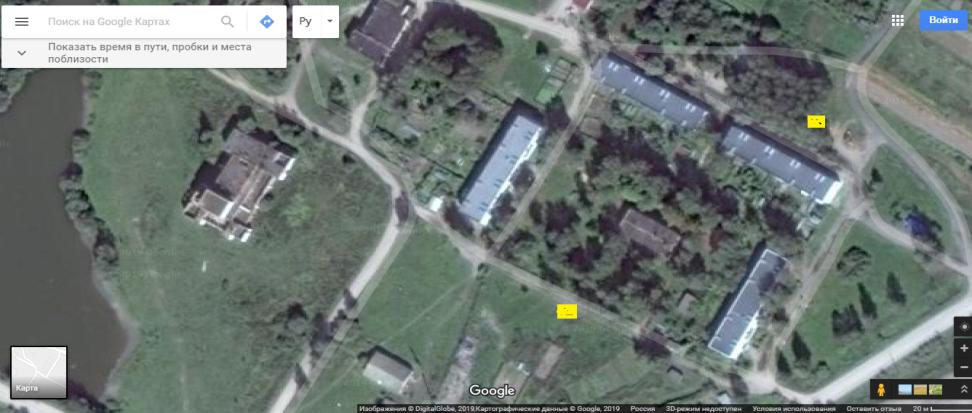 Поиск на Google Картах
Ру
Войти
Показать время в пути, пробки и места
поблизости
Карта
Google
Изображения © DigitalGlobe, 2019,Картографические данные © Google, 2019 Россия 3D-режим недоступен Условия использования Оставить отзыв 20 м